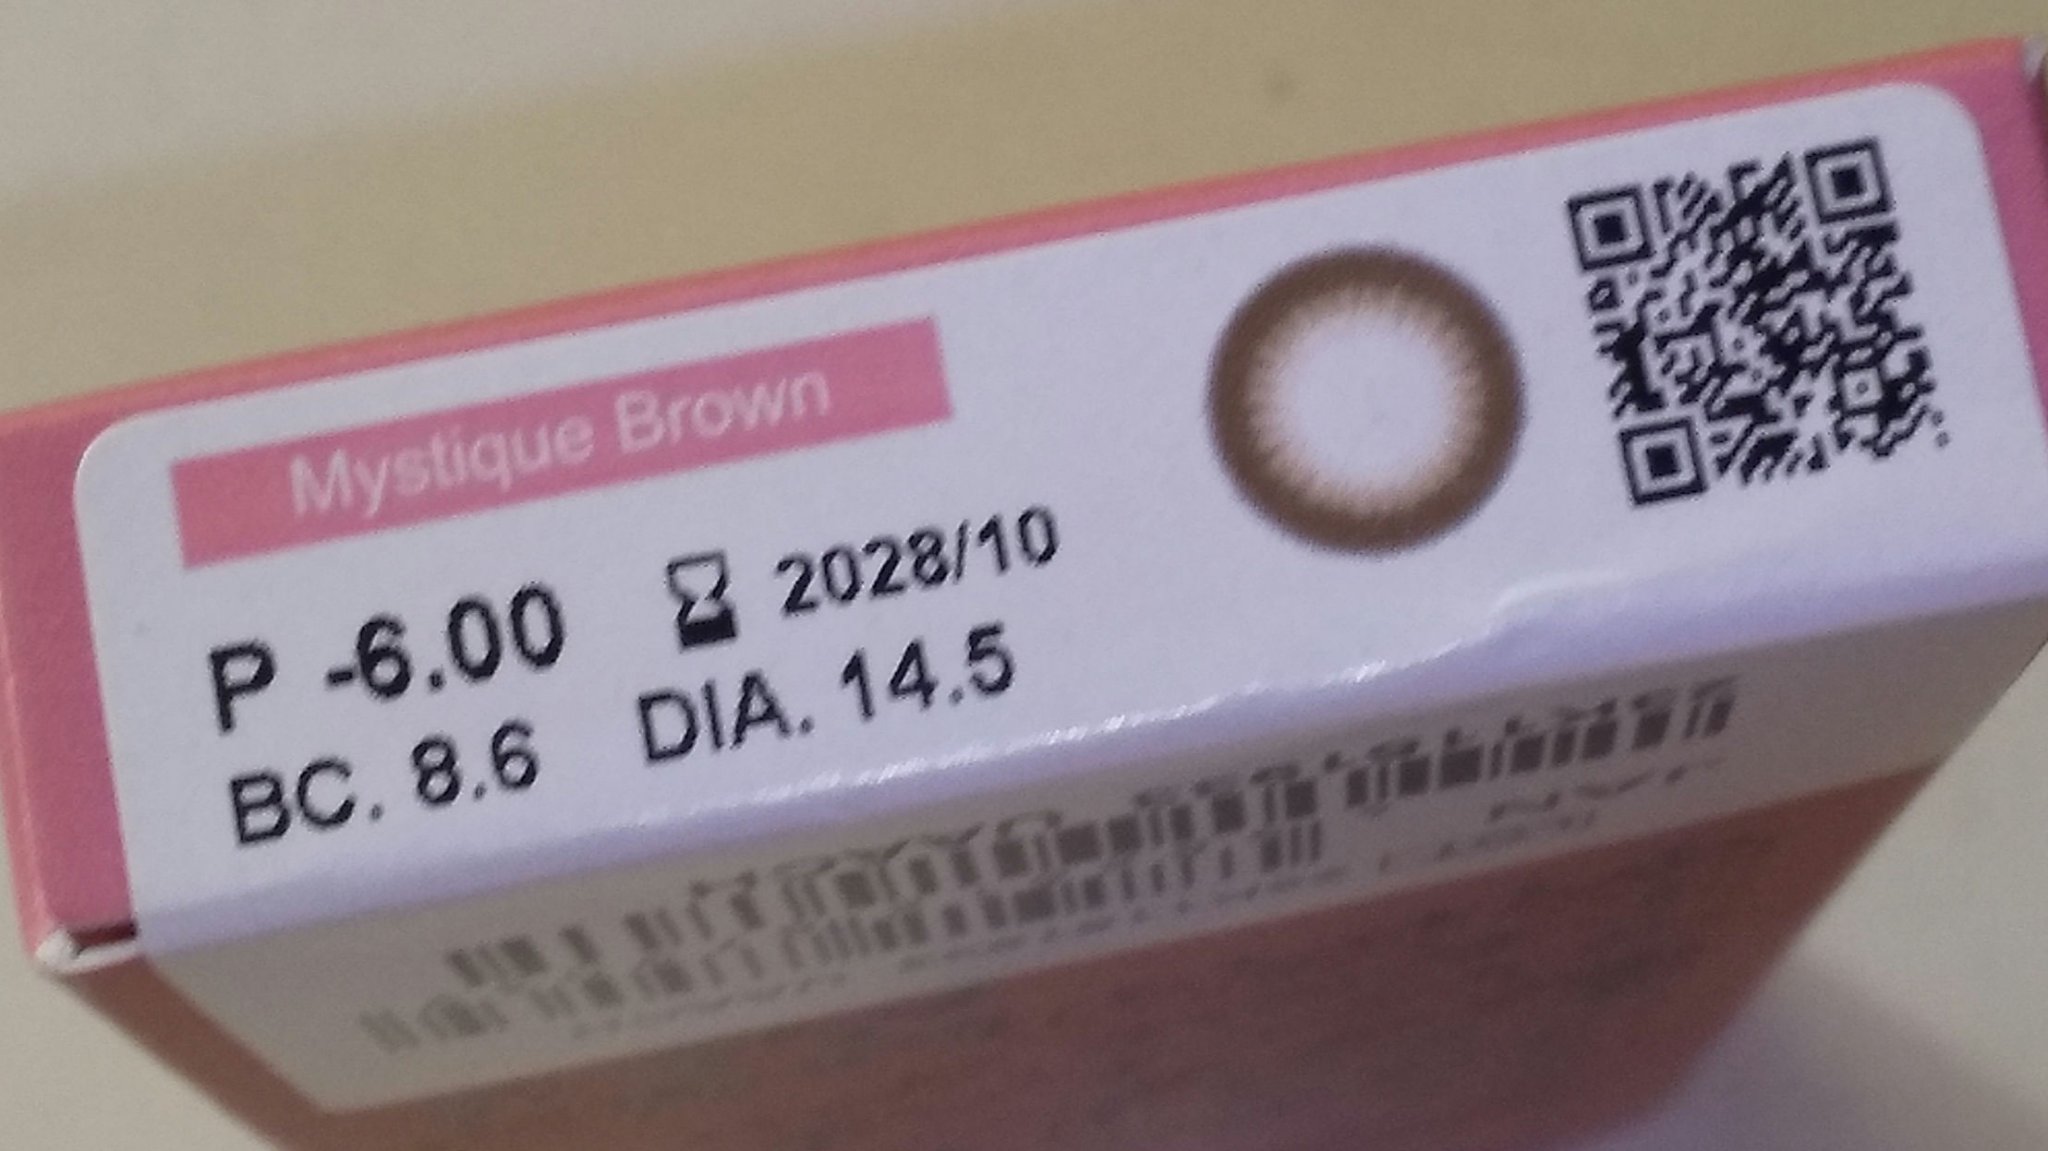 Mystique Brown
P -6.00 2028/10
BC. 8.6 DIA. 14.5